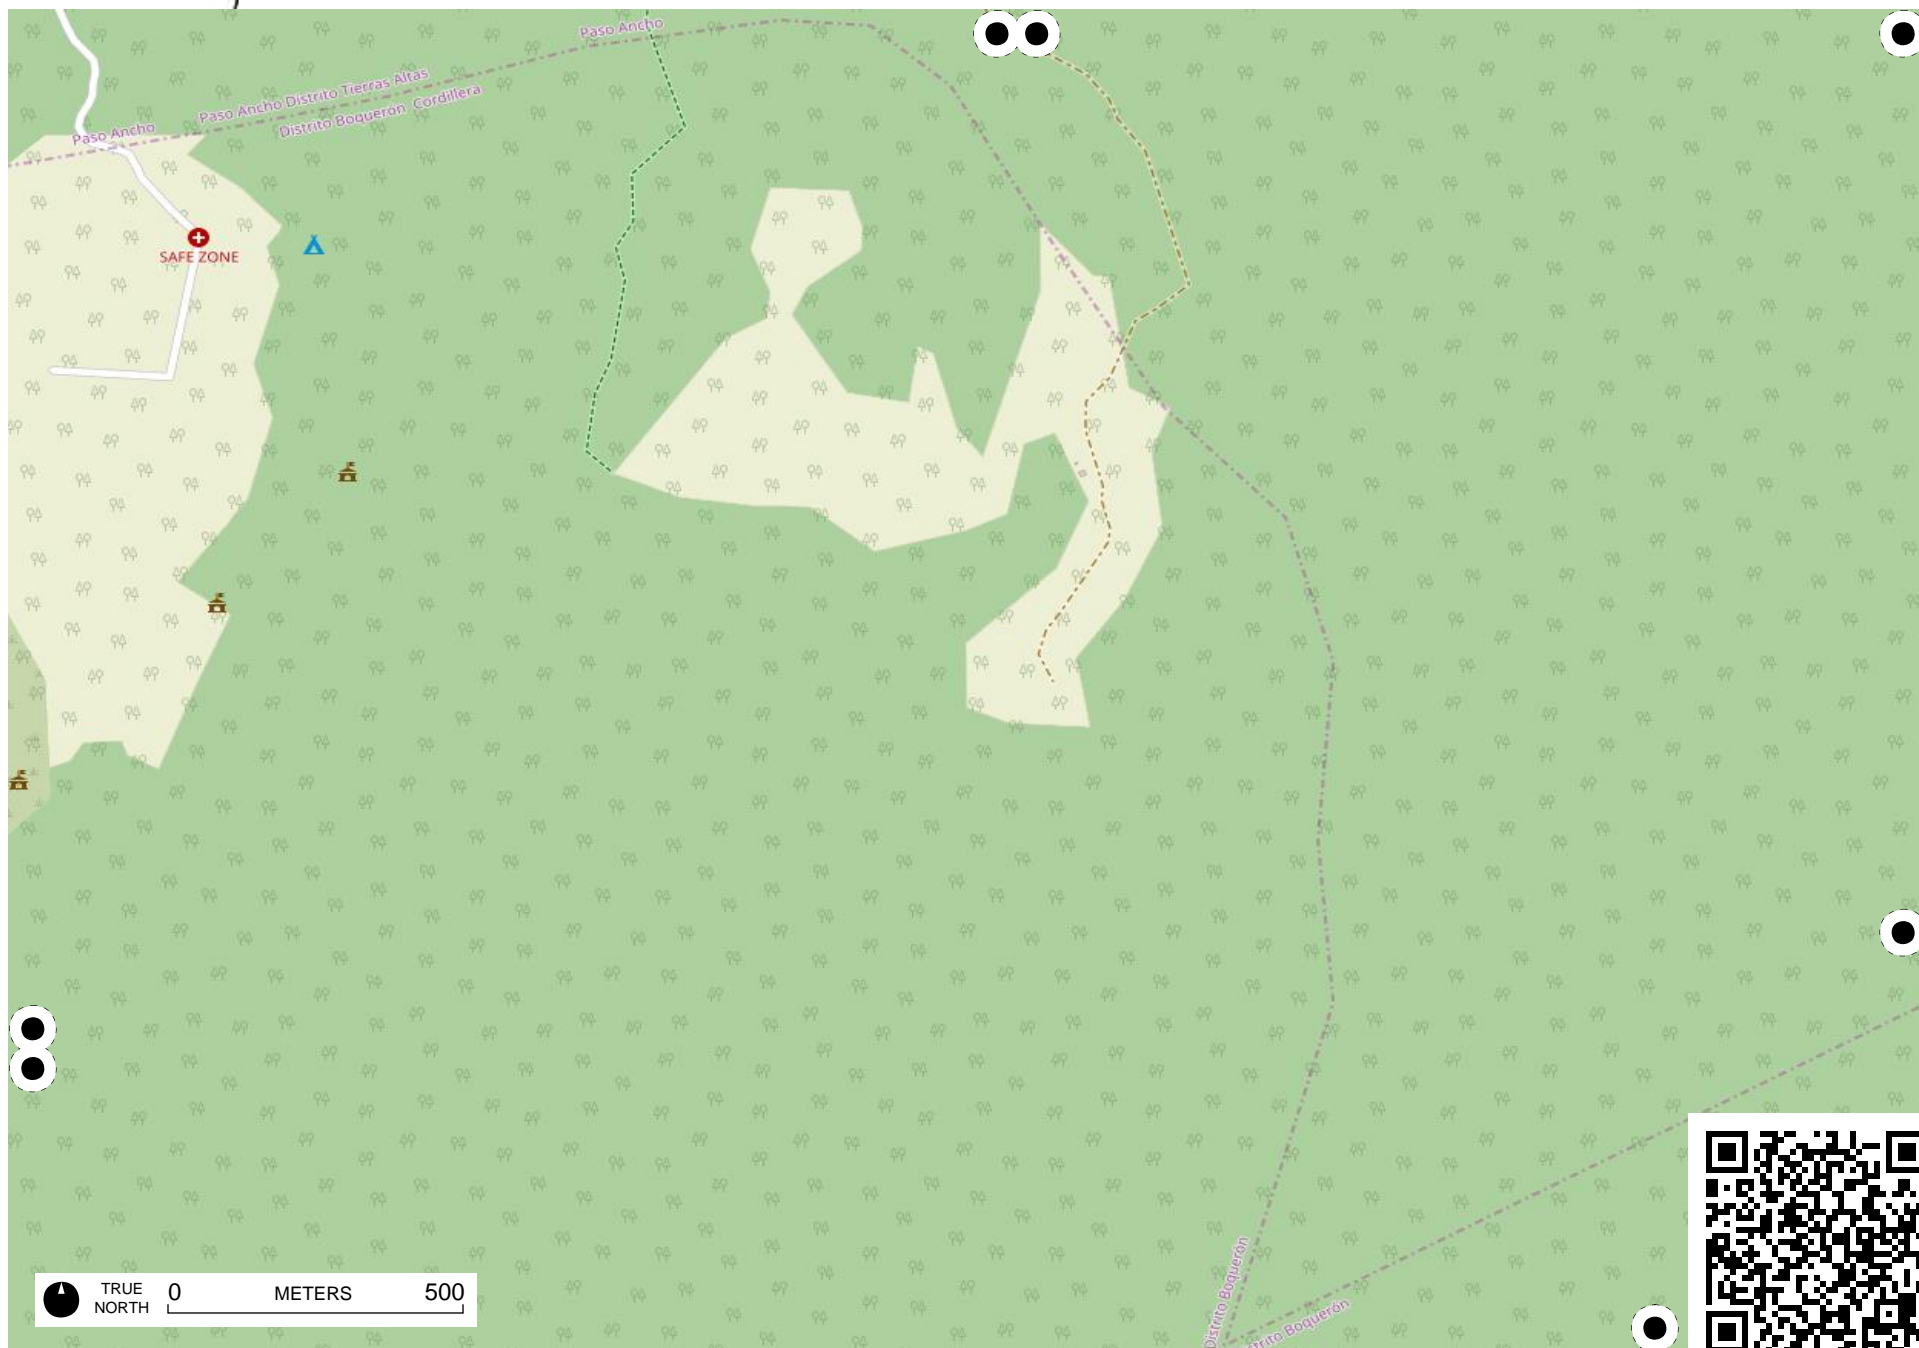 Paso Ancho
Paso Ancho Distrito Tierras Altas
Distrito Boquerón Cordillera
Paso Ancho
SAFE ZONE
Distrito Boquerón
strito Boquerón
TRUE NORTH
0 METERS 500